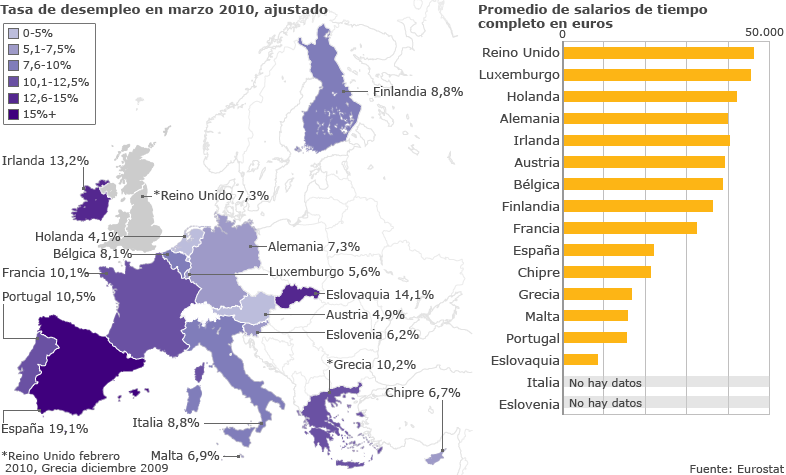 Tasa de desempleo en marzo 2010, ajustado
0-5%
5,1-7,5%
7,6-10%
10,1-12,5%
12,6-15%
15%+
Finlandia 8,8%
Irlanda 13,2%
*Reino Unido 7,3%
Holanda 4,1%
Bélgica 8,1%
Alemania 7,3%
Francia 10,1%
Luxemburgo 5,6%
Portugal 10,5%
Eslovaquia 14,1%
Austria 4,9%
Eslovenia 6,2%
*Grecia 10,2%
Chipre 6,7%
Italia 8,8%
España 19,1%
Malta 6,9%
*Reino Unido febrero
2010, Grecia diciembre 2009
Promedio de salarios de tiempo
completo en euros
0 50.000
Reino Unido
Luxemburgo
Holanda
Alemania
Irlanda
Austria
Bélgica
Finlandia
Francia
España
Chipre
Grecia
Malta
Portugal
Eslovaquia
Italia No hay datos
Eslovenia No hay datos
Fuente: Eurostat